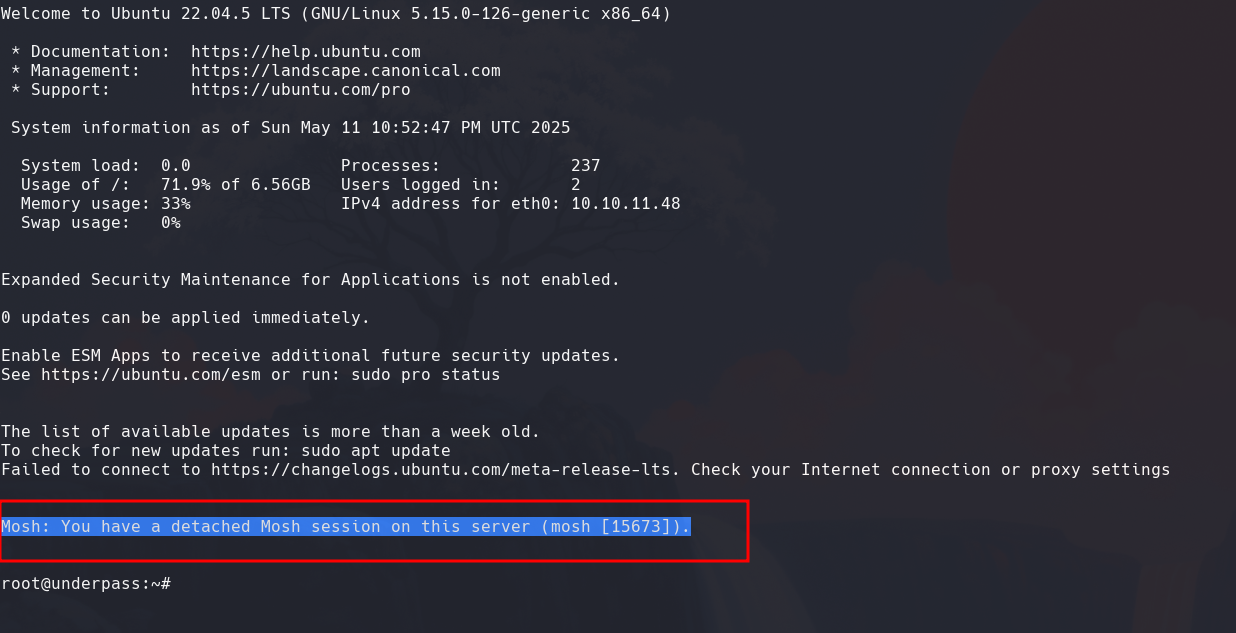 Welcome to Ubuntu 22.04.5 LTS (GNU/Linux 5.15.0-126-generic x86_64)
* Documentation:  https://help.ubuntu.com
* Management:     https://landscape.canonical.com
* Support:        https://ubuntu.com/pro
System information as of Sun May 11 10:52:47 PM UTC 2025
System load:  0.0               Processes:             237
Usage of /:   71.9% of 6.56GB   Users logged in:       2
Memory usage: 33%               IPv4 address for eth0: 10.10.11.48
Swap usage:   0%
Expanded Security Maintenance for Applications is not enabled.
0 updates can be applied immediately.
Enable ESM Apps to receive additional future security updates.
See https://ubuntu.com/esm or run: sudo pro status
The list of available updates is more than a week old.
To check for new updates run: sudo apt update
Failed to connect to https://changelogs.ubuntu.com/meta-release-lts. Check your Internet connection or proxy settings
Mosh: You have a detached Mosh session on this server (mosh [15673]).
root@underpass:~#